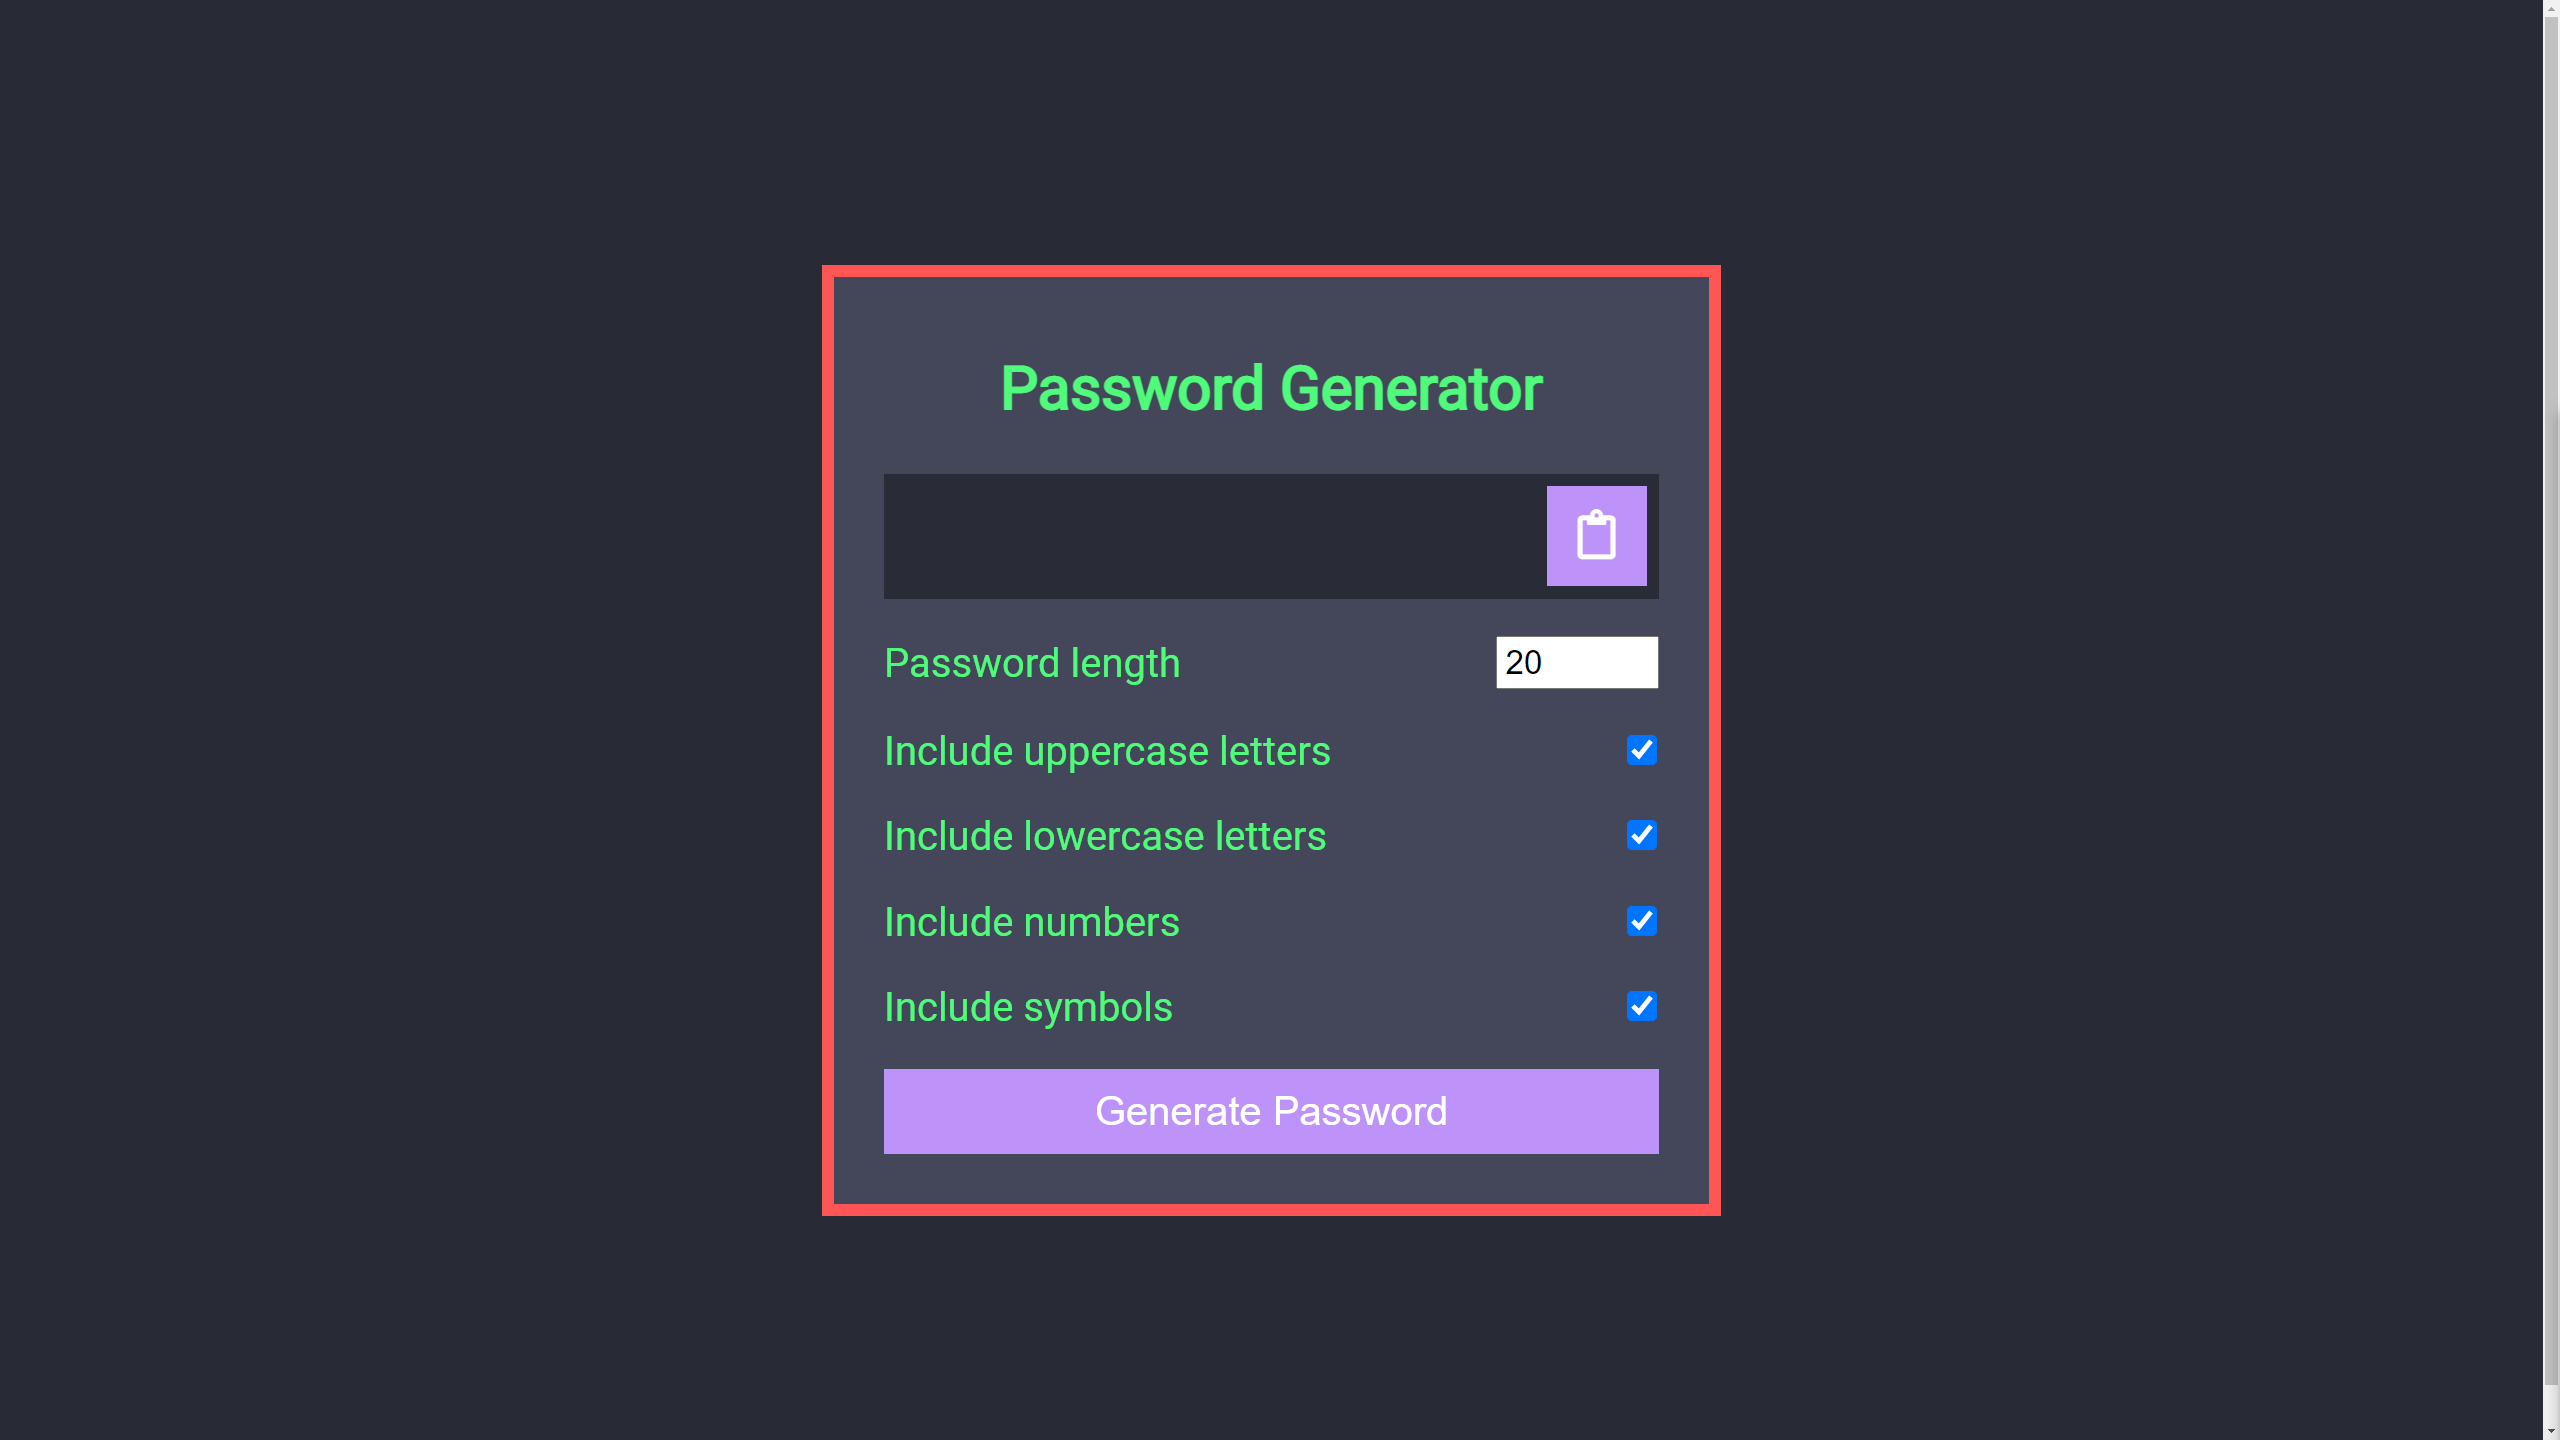 Password Generator
Password length
20
Include uppercase letters
Include lowercase letters
Include numbers
Include symbols
Generate Password